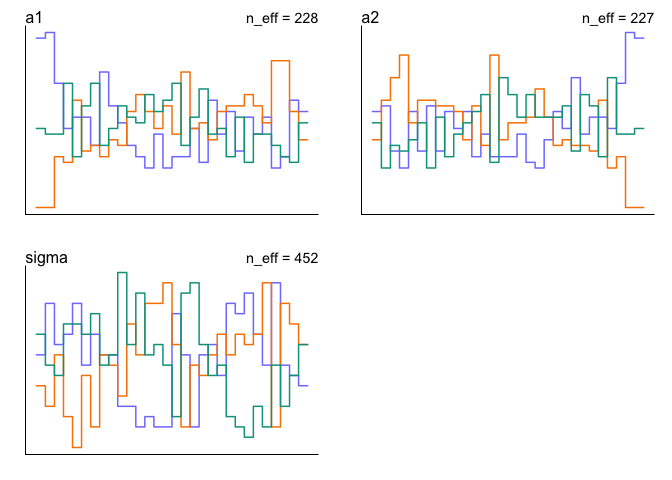 a1 n_eff = 228
a2 n_eff = 227
sigma n_eff = 452